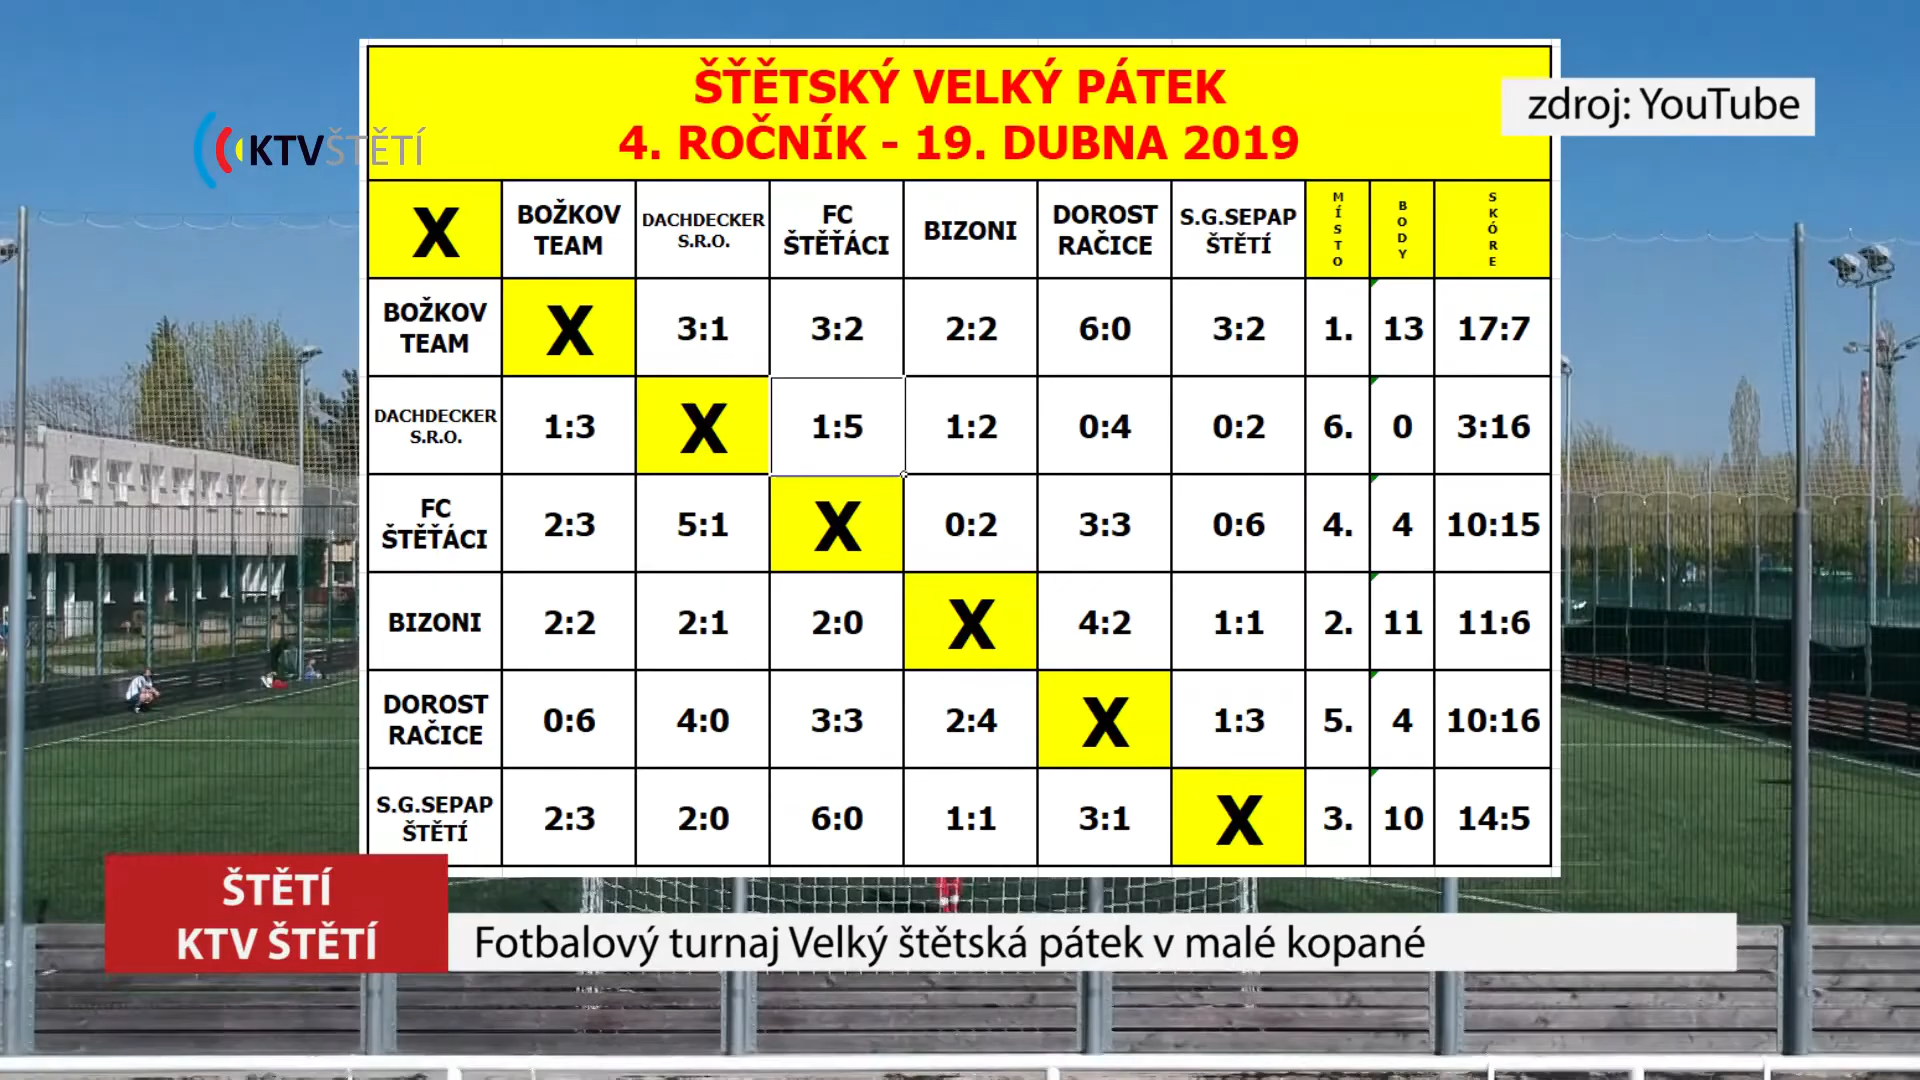 ŠŤĚTSKÝ VELKÝ PÁTEK
4. ROČNÍK - 19. DUBNA 2019
zdroj: YouTube
KTVŠTĚTÍ
X
BOŽKOV TEAM
DACHDECKER S.R.O.
FC ŠTĚŤÁCI
BIZONI
DOROST RAČICE
S.G.SEPAP ŠTĚTÍ
MÍSTO
BODY
SKÓRE
BOŽKOV TEAM X 3:1 3:2 2:2 6:0 3:2 1. 13 17:7
DACHDECKER S.R.O. 1:3 X 1:5 1:2 0:4 0:2 6. 0 3:16
FC ŠTĚŤÁCI 2:3 5:1 X 0:2 3:3 0:6 4. 4 10:15
BIZONI 2:2 2:1 2:0 X 4:2 1:1 2. 11 11:6
DOROST RAČICE 0:6 4:0 3:3 2:4 X 1:3 5. 4 10:16
S.G.SEPAP ŠTĚTÍ 2:3 2:0 6:0 1:1 3:1 X 3. 10 14:5
ŠTĚTÍ
KTV ŠTĚTÍ
Fotbalový turnaj Velký štětská pátek v malé kopané